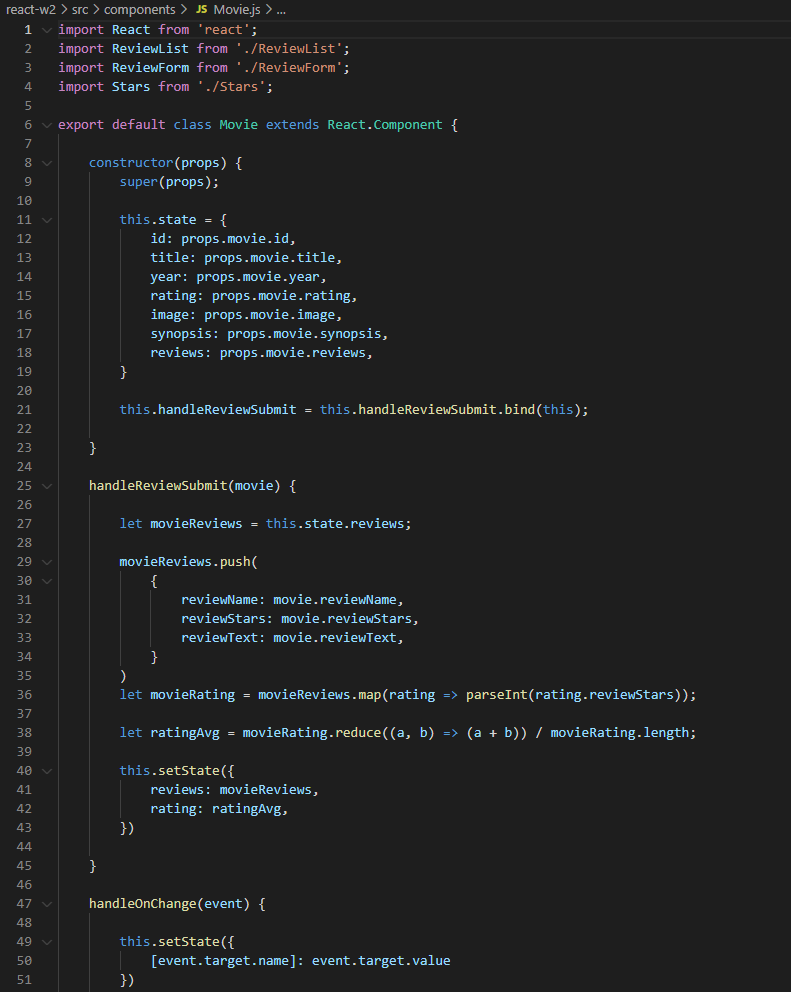 react-w2 > src > components > JS Movie.js > ...
1 import React from 'react';
2 import ReviewList from './ReviewList';
3 import ReviewForm from './ReviewForm';
4 import Stars from './Stars';
5
6 export default class Movie extends React.Component {
7
8     constructor(props) {
9         super(props);
10
11         this.state = {
12             id: props.movie.id,
13             title: props.movie.title,
14             year: props.movie.year,
15             rating: props.movie.rating,
16             image: props.movie.image,
17             synopsis: props.movie.synopsis,
18             reviews: props.movie.reviews,
19         }
20
21         this.handleReviewSubmit = this.handleReviewSubmit.bind(this);
22
23     }
24
25     handleReviewSubmit(movie) {
26
27         let movieReviews = this.state.reviews;
28
29         movieReviews.push(
30             {
31                 reviewName: movie.reviewName,
32                 reviewStars: movie.reviewStars,
33                 reviewText: movie.reviewText,
34             }
35         )
36         let movieRating = movieReviews.map(rating => parseInt(rating.reviewStars));
37
38         let ratingAvg = movieRating.reduce((a, b) => (a + b)) / movieRating.length;
39
40         this.setState({
41             reviews: movieReviews,
42             rating: ratingAvg,
43         })
44
45     }
46
47     handleOnChange(event) {
48
49         this.setState({
50             [event.target.name]: event.target.value
51         })